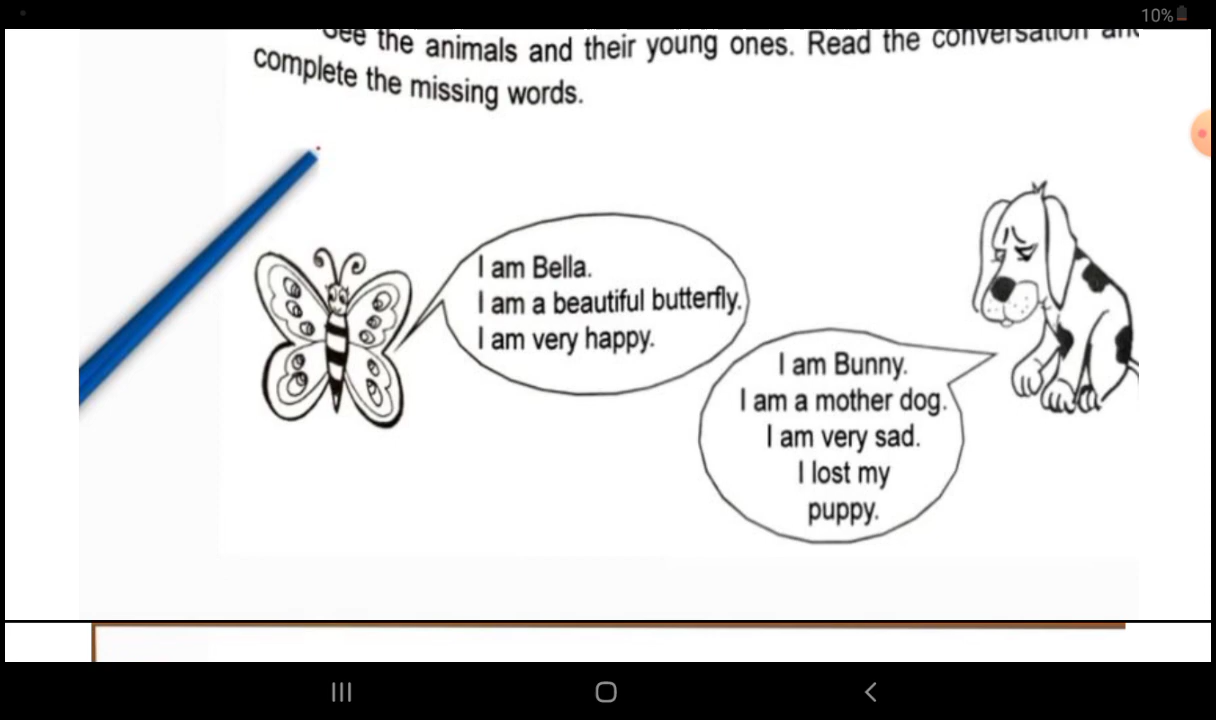 10%
See the animals and their young ones. Read the conversation and
complete the missing words.
I am Bella.
I am a beautiful butterfly.
I am very happy.
I am Bunny.
I am a mother dog.
I am very sad.
I lost my
puppy.